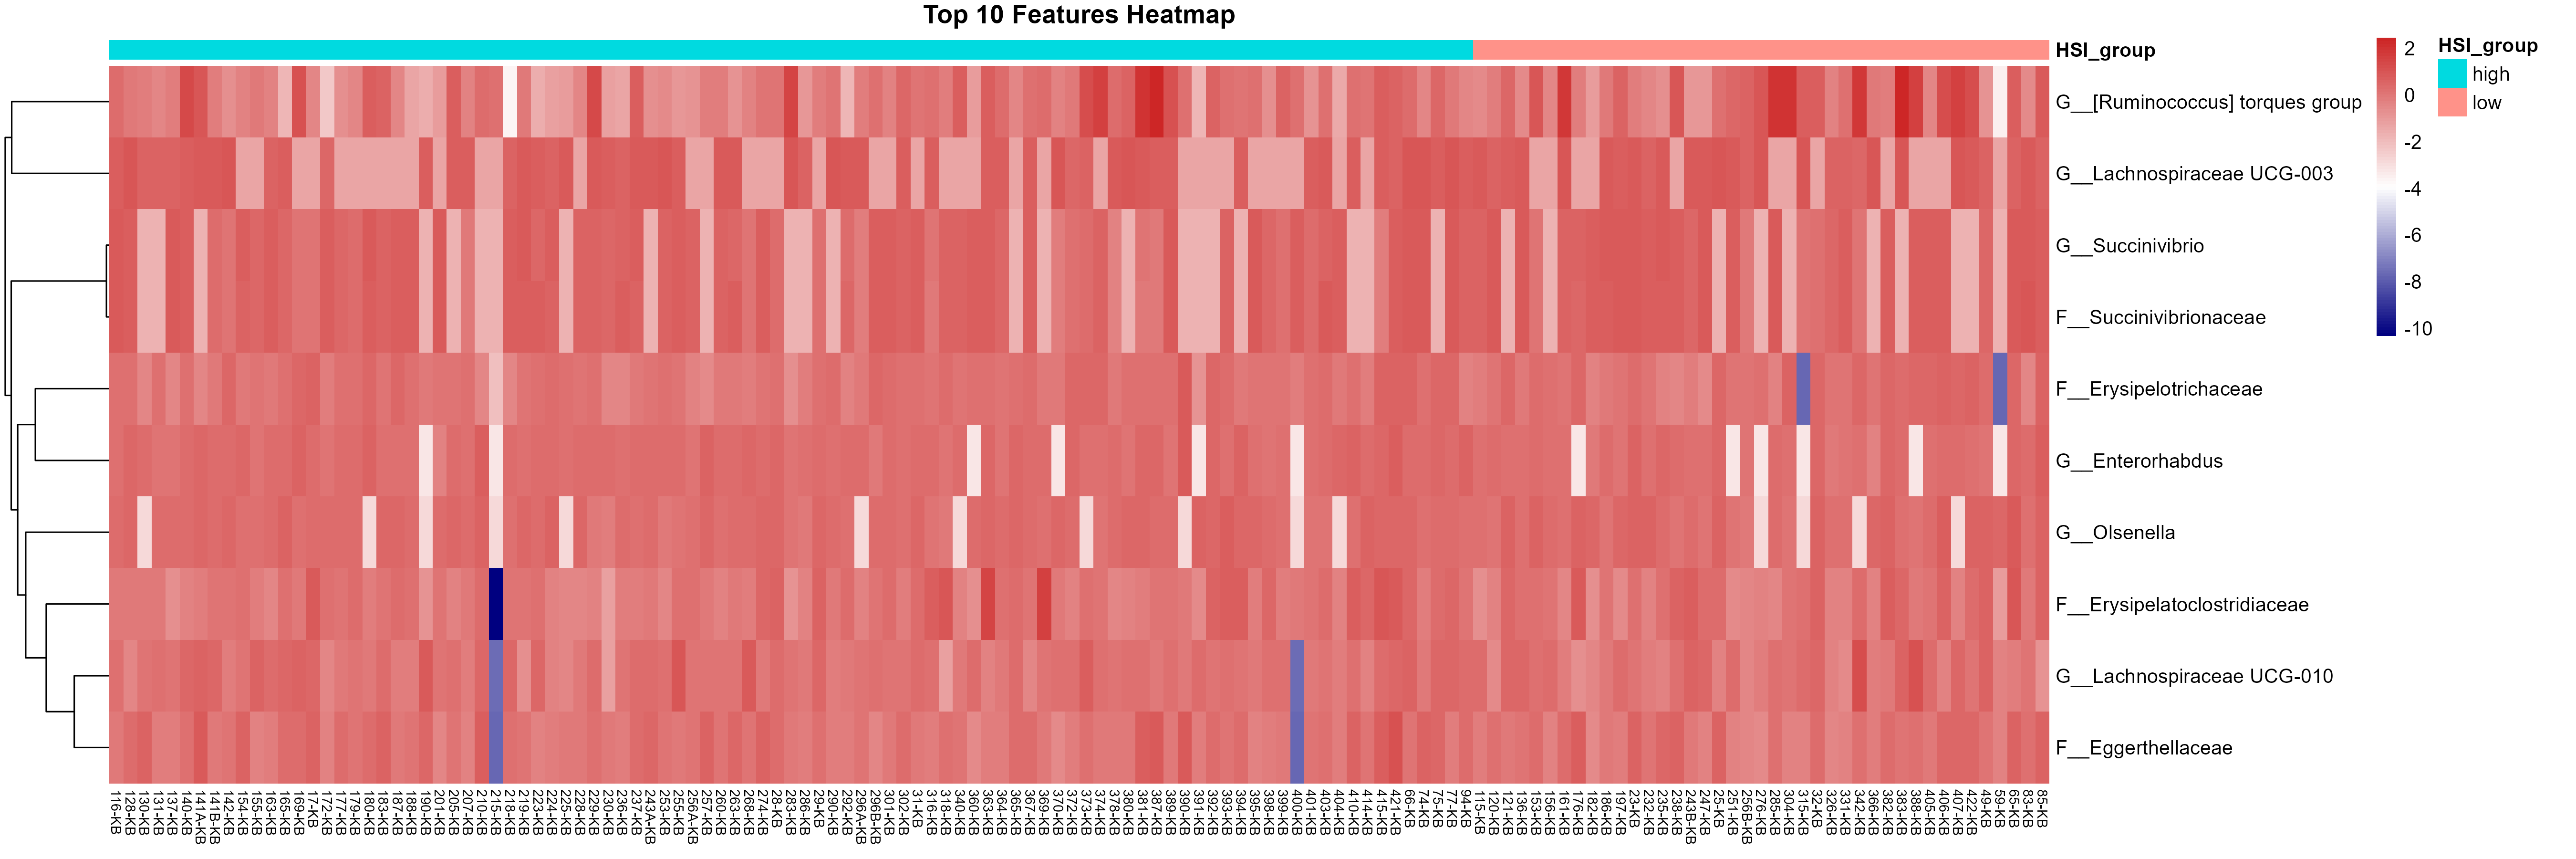 Top 10 Features Heatmap
HSI_group
G__[Ruminococcus] torques group
G__Lachnospiraceae UCG-003
G__Succinivibrio
F__Succinivibrionaceae
F__Erysipelotrichaceae
G__Enterorhabdus
G__Olsenella
F__Erysipelatoclostridiaceae
G__Lachnospiraceae UCG-010
F__Eggerthellaceae
2
0
-2
-4
-6
-8
-10
HSI_group
high
low
116-KB
128-KB
130-KB
131-KB
137-KB
140-KB
141A-KB
141B-KB
142-KB
154-KB
155-KB
163-KB
165-KB
169-KB
17-KB
172-KB
177-KB
179-KB
180-KB
183-KB
187-KB
188-KB
190-KB
201-KB
205-KB
207-KB
210-KB
215-KB
218-KB
219-KB
223-KB
224-KB
225-KB
228-KB
229-KB
230-KB
236-KB
237-KB
243A-KB
253-KB
255-KB
256A-KB
257-KB
260-KB
263-KB
268-KB
274-KB
28-KB
283-KB
286-KB
29-KB
290-KB
292-KB
296A-KB
296B-KB
301-KB
302-KB
31-KB
316-KB
318-KB
340-KB
360-KB
363-KB
364-KB
365-KB
367-KB
369-KB
370-KB
372-KB
373-KB
374-KB
378-KB
380-KB
381-KB
387-KB
389-KB
390-KB
391-KB
392-KB
393-KB
394-KB
395-KB
398-KB
399-KB
400-KB
401-KB
403-KB
404-KB
410-KB
414-KB
415-KB
421-KB
66-KB
74-KB
75-KB
77-KB
94-KB
115-KB
120-KB
121-KB
136-KB
153-KB
156-KB
161-KB
176-KB
182-KB
186-KB
197-KB
23-KB
232-KB
235-KB
238-KB
243B-KB
247-KB
25-KB
251-KB
256B-KB
276-KB
285-KB
304-KB
315-KB
32-KB
326-KB
331-KB
342-KB
366-KB
382-KB
383-KB
388-KB
405-KB
406-KB
407-KB
422-KB
49-KB
59-KB
65-KB
83-KB
85-KB